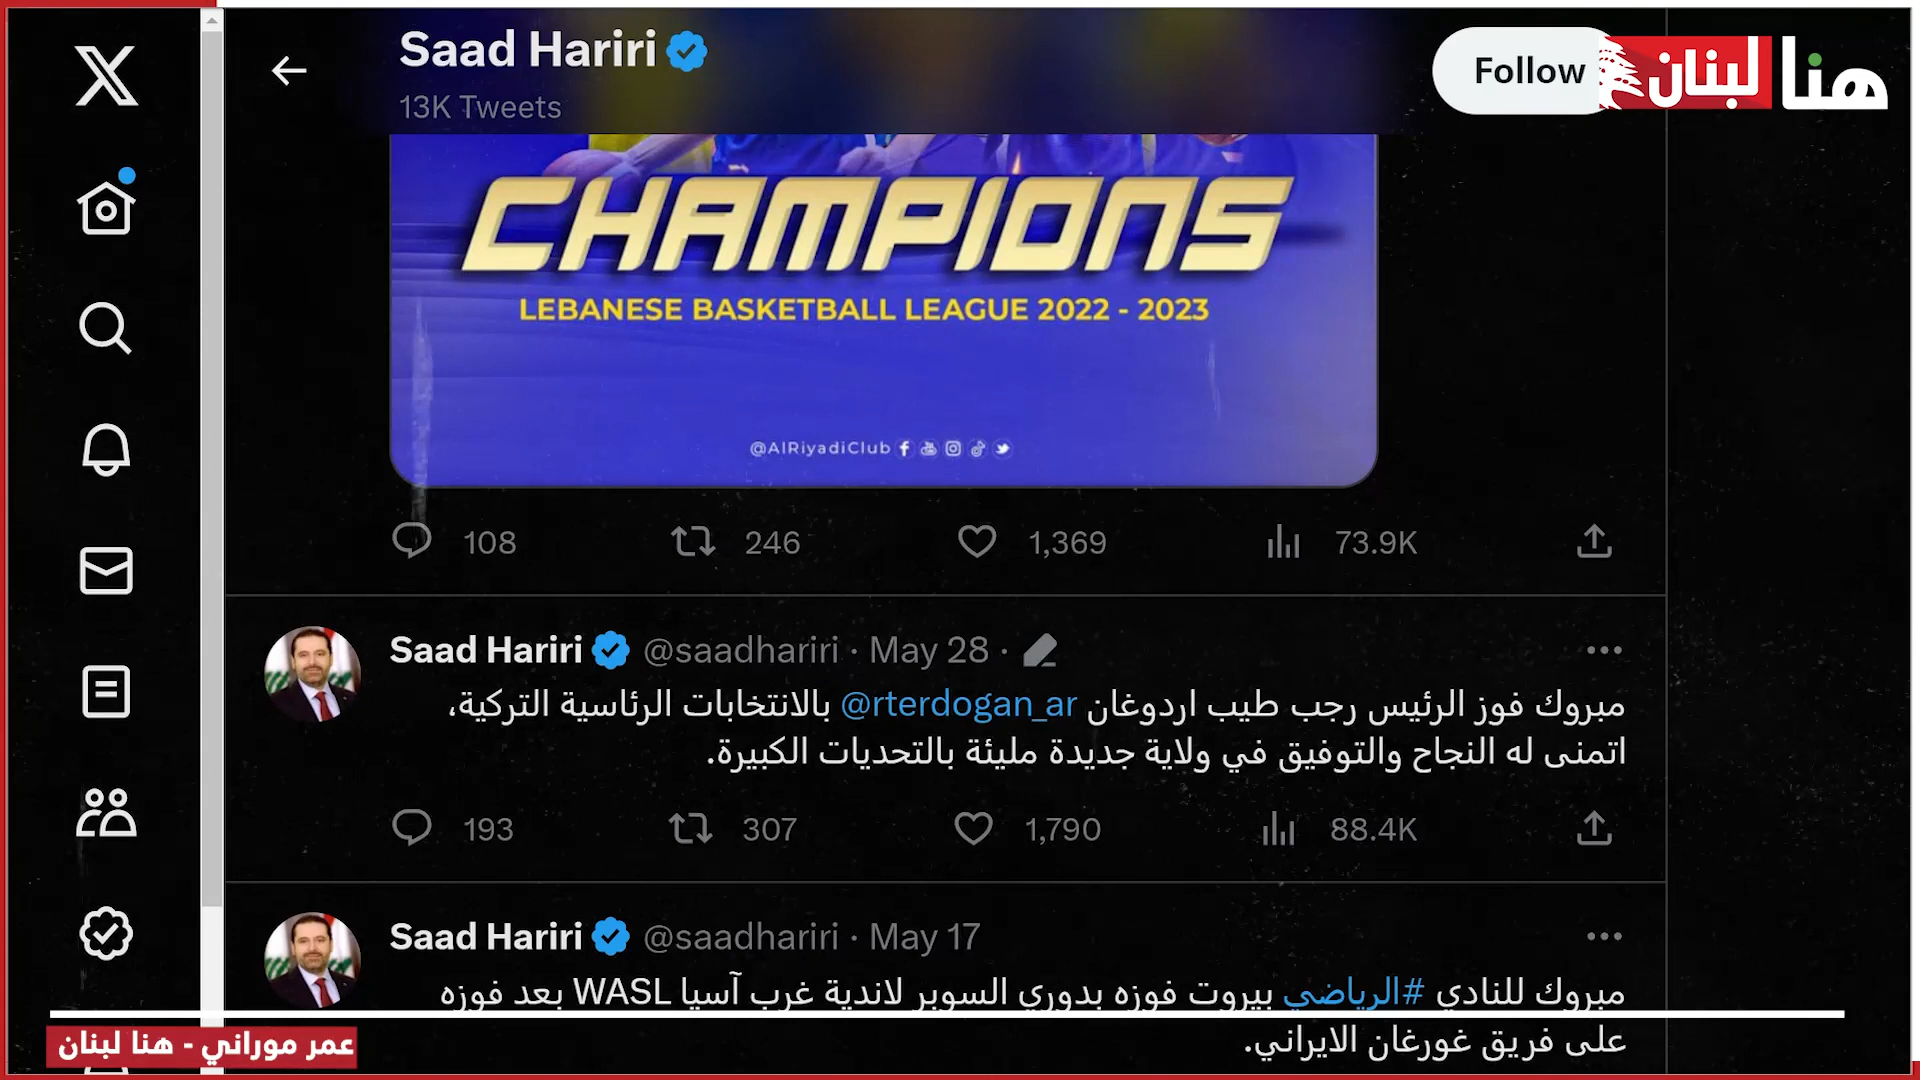 Saad Hariri
13K Tweets
Follow
هنا لبنان
CHAMPIONS
LEBANESE BASKETBALL LEAGUE 2022 - 2023
@AlRiyadiClub
108 246 1,369 73.9K
Saad Hariri @saadhariri · May 28 ·
مبروك فوز الرئيس رجب طيب اردوغان @rterdogan_ar بالانتخابات الرئاسية التركية،
اتمنى له النجاح والتوفيق في ولاية جديدة مليئة بالتحديات الكبيرة.
193 307 1,790 88.4K
Saad Hariri @saadhariri · May 17
مبروك للنادي #الرياضي بيروت فوزه بدوري السوبر لاندية غرب آسيا WASL بعد فوزه
على فريق غورغان الايراني.
عمر موراني - هنا لبنان